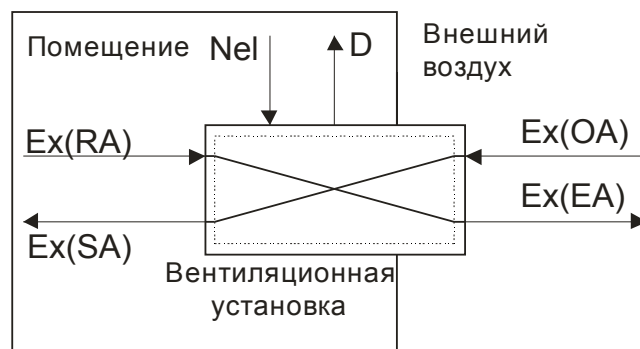 Помещение
Nel
D
Внешний
воздух
Ex(RA)
Ex(OA)
Ex(SA)
Ex(EA)
Вентиляционная
установка